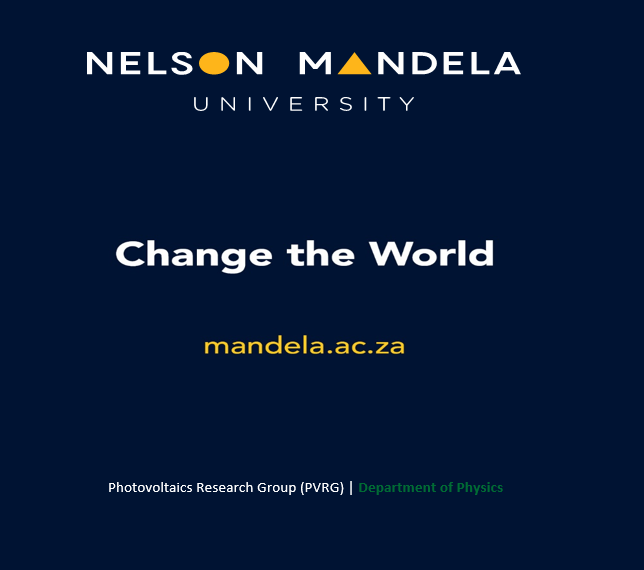 NELSON MANDELA
UNIVERSITY
Change the World
mandela.ac.za
Photovoltaics Research Group (PVRG) | Department of Physics